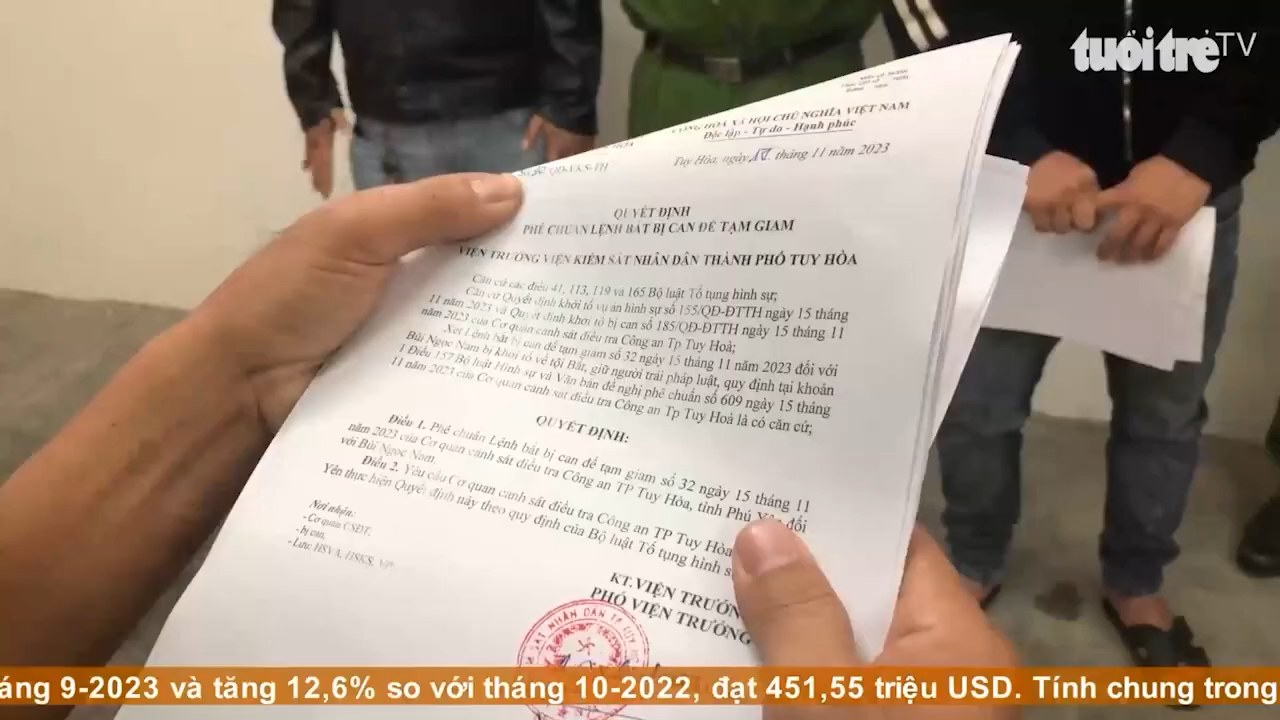 tuổi trẻ TV
CỘNG HÒA XÃ HỘI CHỦ NGHĨA VIỆT NAM
Độc lập - Tự do - Hạnh phúc
QĐ-VKS-TH
Tuy Hòa, ngày tháng 11 năm 2023
QUYẾT ĐỊNH
PHÊ CHUẨN LỆNH BẮT BỊ CAN ĐỂ TẠM GIAM
VIỆN TRƯỞNG VIỆN KIỂM SÁT NHÂN DÂN THÀNH PHỐ TUY HÒA
Căn cứ các điều 41, 113, 119 và 165 Bộ luật Tố tụng hình sự;
Căn cứ Quyết định khởi tố vụ án hình sự số 155/QĐ-ĐTTH ngày 15 tháng
11 năm 2023 và Quyết định khởi tố bị can số 185/QĐ-ĐTTH ngày 15 tháng 11
năm 2023 của Cơ quan cảnh sát điều tra Công an Tp Tuy Hoà;
Xét Lệnh bắt bị can để tạm giam số 32 ngày 15 tháng 11 năm 2023 đối với
Bùi Ngọc Nam bị khởi tố về tội Bắt, giữ người trái pháp luật, quy định tại khoản
1 Điều 157 Bộ luật Hình sự và Văn bản đề nghị phê chuẩn số 609 ngày 15 tháng
11 năm 2023 của Cơ quan cảnh sát điều tra Công an Tp Tuy Hoà là có căn cứ;
QUYẾT ĐỊNH:
Điều 1. Phê chuẩn Lệnh bắt bị can để tạm giam số 32 ngày 15 tháng 11
năm 2023 của Cơ quan cảnh sát điều tra Công an TP Tuy Hòa, tỉnh Phú Yên đối
với Bùi Ngọc Nam.
Điều 2. Yêu cầu Cơ quan cảnh sát điều tra Công an TP Tuy Hòa
Yên thực hiện Quyết định này theo quy định của Bộ luật Tố tụng hình s
Nơi nhận:
- Cơ quan CSĐT;
- bị can;
- Lưu: HSVA, HSKS, VP.
KT.VIỆN TRƯỞN
PHÓ VIỆN TRƯỞNG
SÁT NHÂN DÂN TP TUY
áng 9-2023 và tăng 12,6% so với tháng 10-2022, đạt 451,55 triệu USD. Tính chung trong